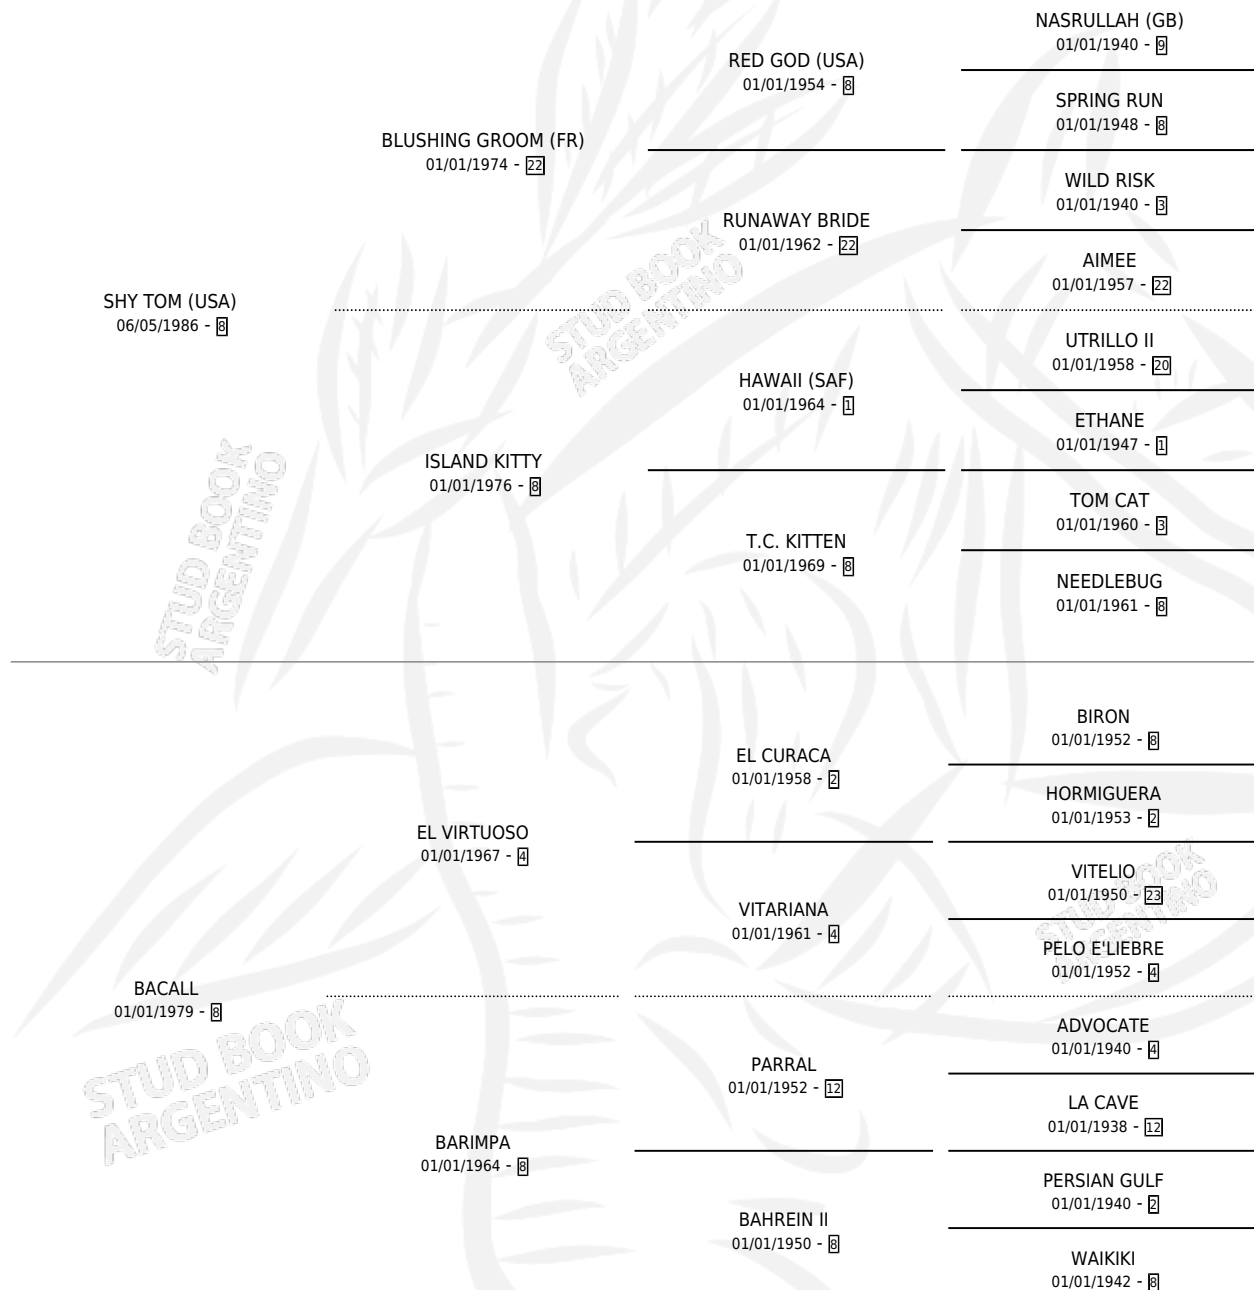 NASRULLAH (GB)
01/01/1940 - 9
RED GOD (USA)
01/01/1954 - 8
SPRING RUN
01/01/1948 - 8
BLUSHING GROOM (FR)
01/01/1974 - 22
WILD RISK
01/01/1940 - 3
RUNAWAY BRIDE
01/01/1962 - 22
AIMEE
01/01/1957 - 22
SHY TOM (USA)
06/05/1986 - 8
UTRILLO II
01/01/1958 - 20
HAWAII (SAF)
01/01/1964 - 1
ETHANE
01/01/1947 - 1
ISLAND KITTY
01/01/1976 - 8
TOM CAT
01/01/1960 - 3
T.C. KITTEN
01/01/1969 - 8
NEEDLEBUG
01/01/1961 - 8
BIRON
01/01/1952 - 8
EL CURACA
01/01/1958 - 2
HORMIGUERA
01/01/1953 - 2
EL VIRTUOSO
01/01/1967 - 4
VITELIO
01/01/1950 - 23
VITARIANA
01/01/1961 - 4
PELO E'LIEBRE
01/01/1952 - 4
BACALL
01/01/1979 - 8
ADVOCATE
01/01/1940 - 4
PARRAL
01/01/1952 - 12
LA CAVE
01/01/1938 - 12
BARIMPA
01/01/1964 - 8
PERSIAN GULF
01/01/1940 - 2
BAHREIN II
01/01/1950 - 8
WAIKIKI
01/01/1942 - 8
STUD BOOK
ARGENTINO
STUD BOOK
ARGENTINO
STUD BOOK
ARGENTINO
STUD BOOK
ARGENTINO